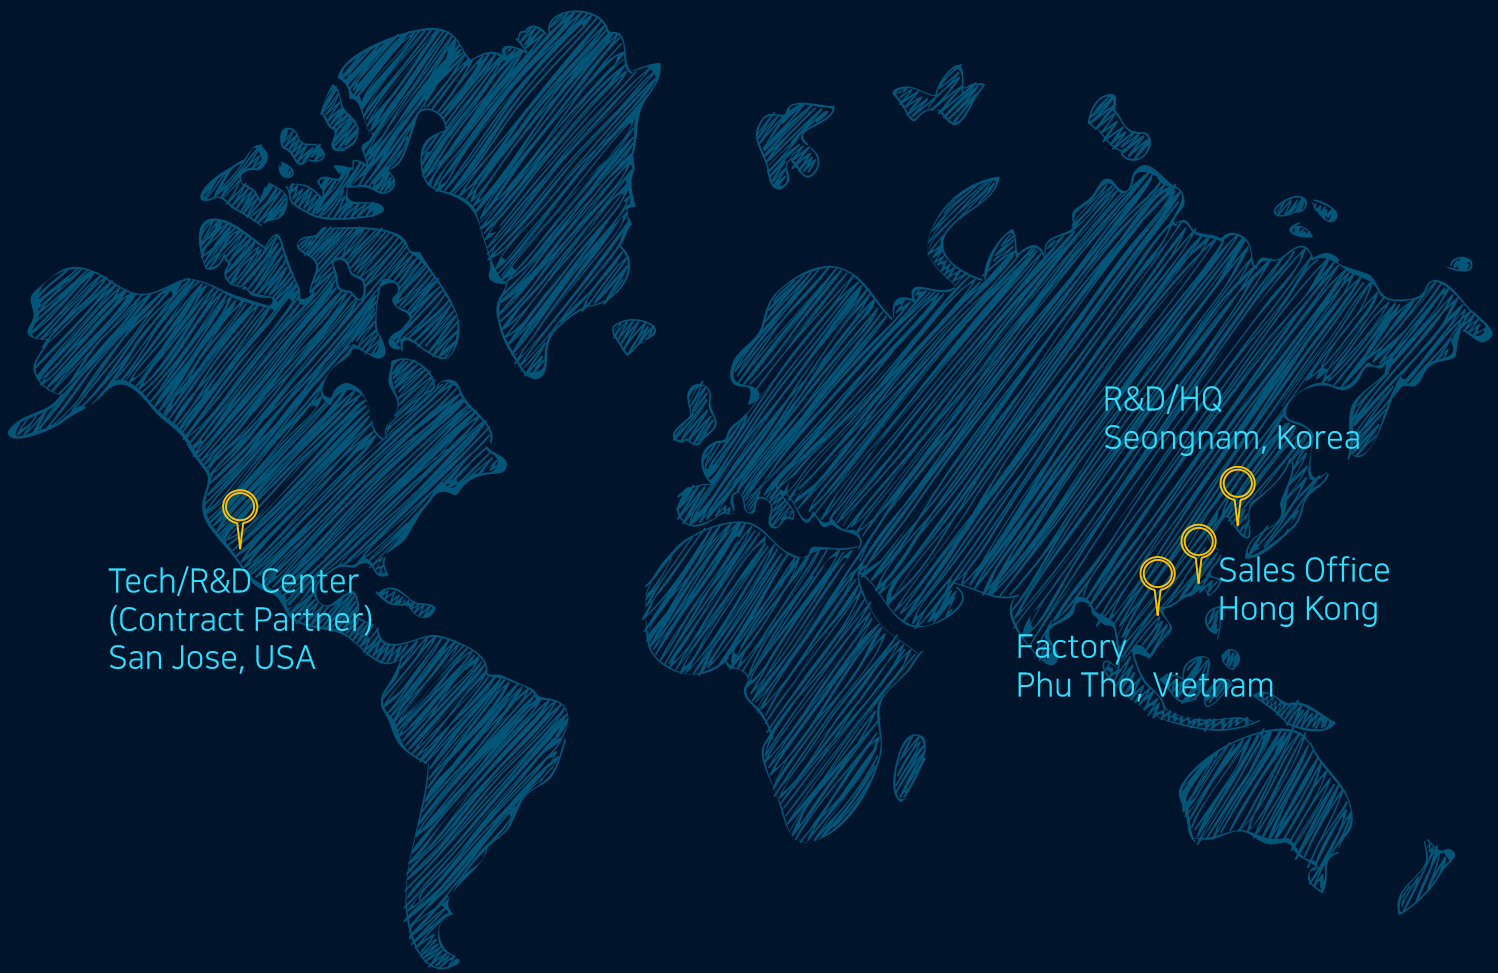 R&D/HQ
Seongnam, Korea
Tech/R&D Center
(Contract Partner)
San Jose, USA
Sales Office
Hong Kong
Factory
Phu Tho, Vietnam